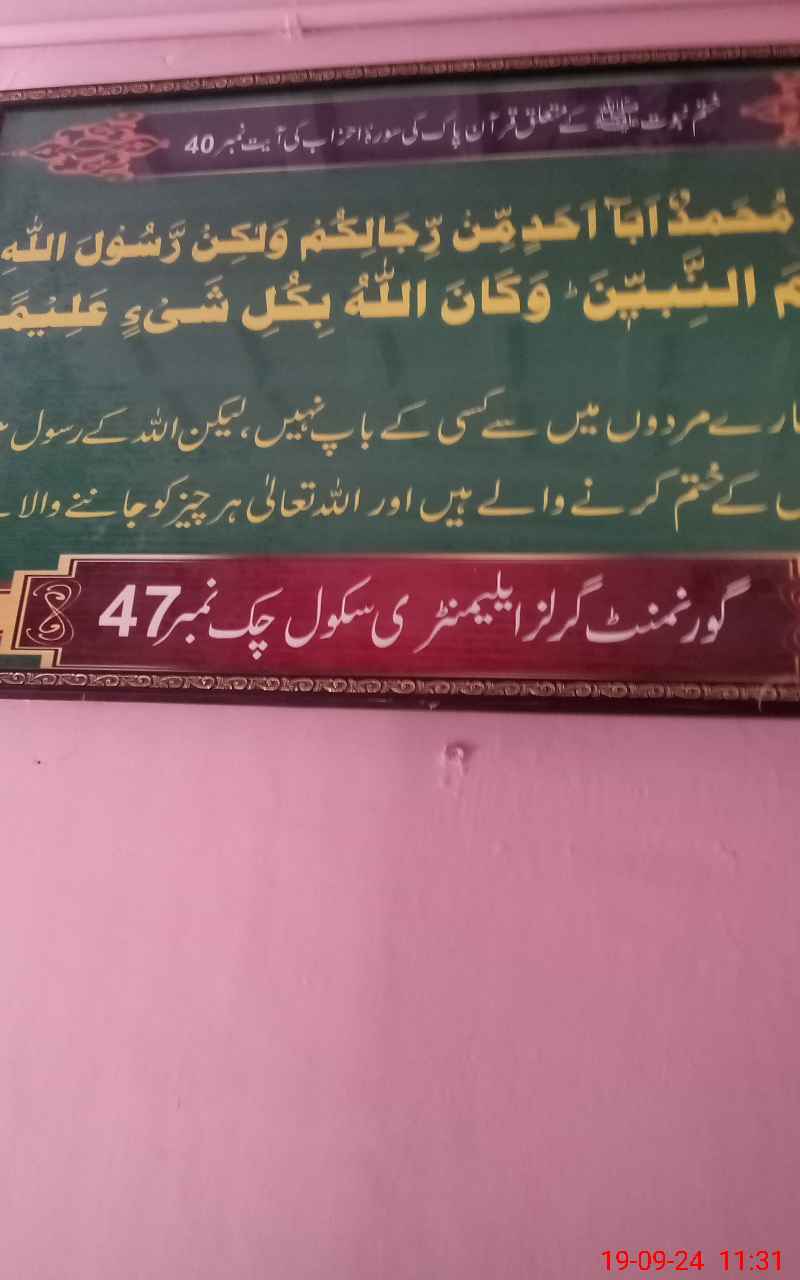 ختم نبوت ﷺ کے متعلق قرآن پاک کی سورۂ احزاب کی آیت نمبر 40
مُحَمَّدٌ اَبَآ اَحَدٍ مِّنْ رِّجَالِكُمْ وَلٰكِنْ رَّسُوْلَ اللّٰهِ
النَّبِيّٖنَ ؕ وَكَانَ اللّٰهُ بِكُلِّ شَىْءٍ عَلِيْمًا
مردوں میں سے کسی کے باپ نہیں، لیکن اللہ کے رسول
کے ختم کرنے والے ہیں اور اللہ تعالیٰ ہر چیز کو جاننے والا
گورنمنٹ گرلز ایلیمنٹری سکول چک نمبر 47
19-09-24 11:31